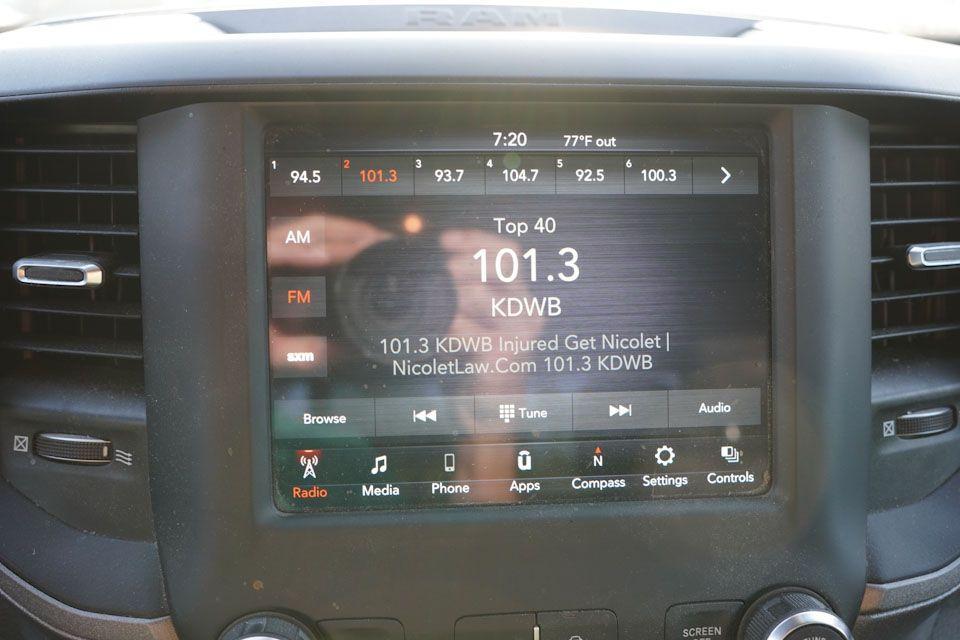 RAM
7:20 77°F out
1 94.5 2 101.3 3 93.7 4 104.7 5 92.5 6 100.3
AM
Top 40
101.3
FM
KDWB
101.3 KDWB Injured Get Nicolet |
sxm
NicoletLaw.Com 101.3 KDWB
Browse Tune Audio
N
Radio Media Phone Apps Compass Settings Controls
SCREEN